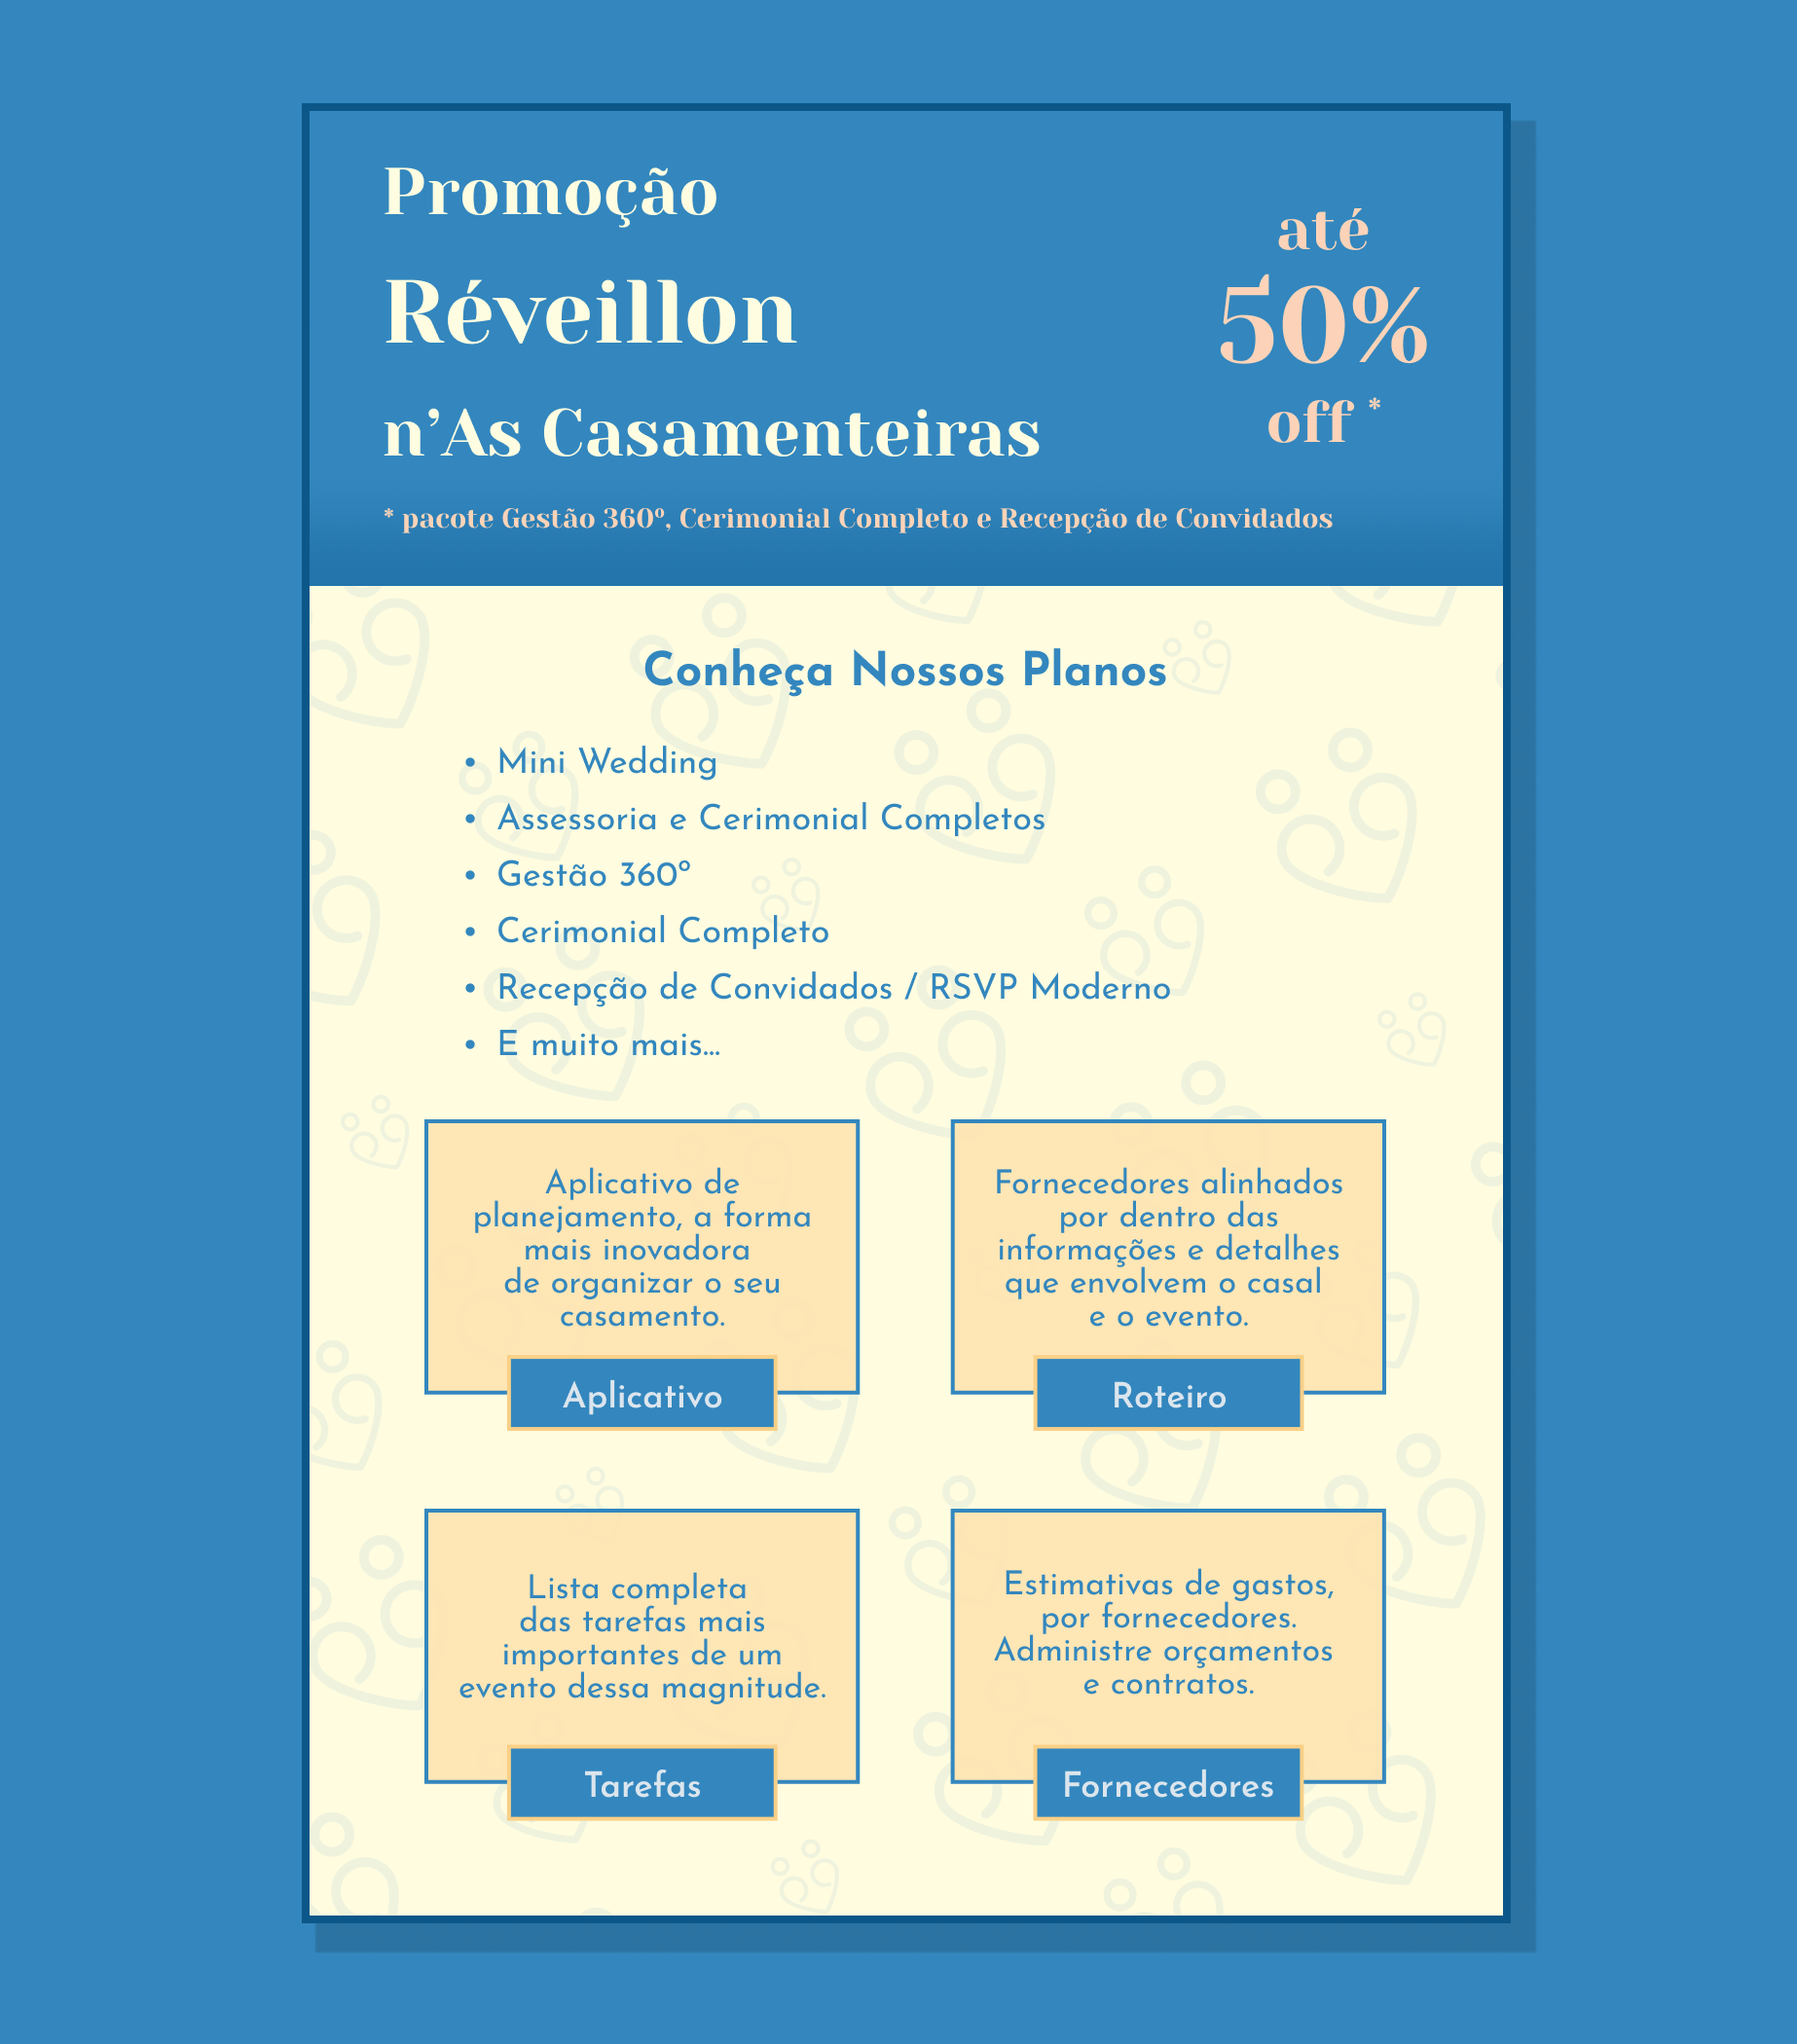 Promoção
Réveillon
n’As Casamenteiras
até
50%
off *
* pacote Gestão 360º, Cerimonial Completo e Recepção de Convidados
Conheça Nossos Planos
• Mini Wedding
• Assessoria e Cerimonial Completos
• Gestão 360º
• Cerimonial Completo
• Recepção de Convidados / RSVP Moderno
• E muito mais...
Aplicativo de
planejamento, a forma
mais inovadora
de organizar o seu
casamento.
Aplicativo
Fornecedores alinhados
por dentro das
informações e detalhes
que envolvem o casal
e o evento.
Roteiro
Lista completa
das tarefas mais
importantes de um
evento dessa magnitude.
Tarefas
Estimativas de gastos,
por fornecedores.
Administre orçamentos
e contratos.
Fornecedores